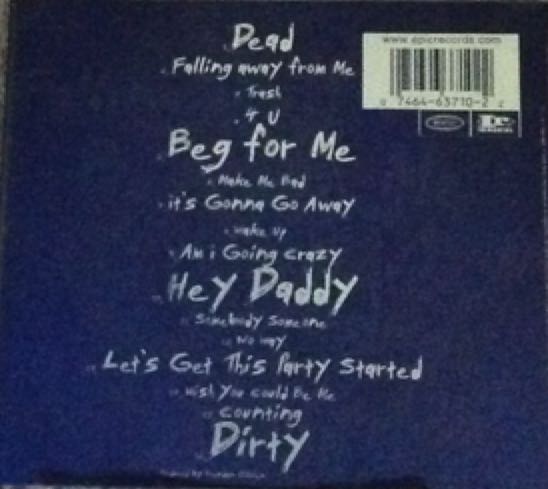 Dead
www.epicrecords.com
Falling away from Me
Trash
4 U
7464-63710-2
Beg for Me
Make Me Bad
it's Gonna Go Away
wake up
Am i Going crazy
Hey Daddy
Somebody Someone
No way
Let's Get This Party Started
wish You could Be Me
counting
Dirty